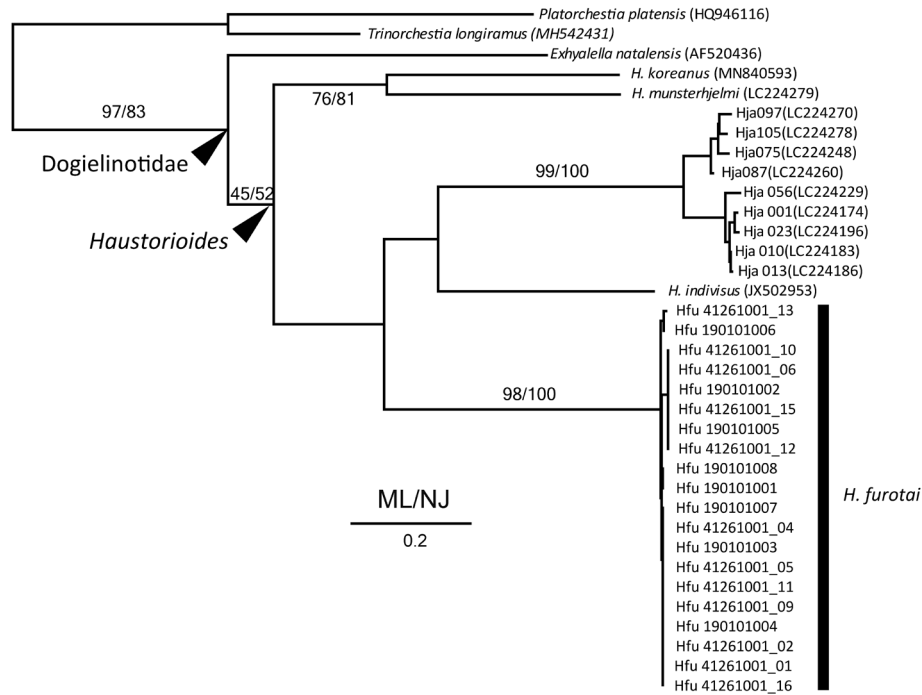 Platorchestia platensis (HQ946116)
Trinorchestia longiramus (MH542431)
Exhyalella natalensis (AF520436)
H. koreanus (MN840593)
97/83
76/81
H. munsterhjelmi (LC224279)
Hja097(LC224270)
Hja105(LC224278)
Dogielinotidae
Hja075(LC224248)
99/100
Hja087(LC224260)
45/52
Hja 056(LC224229)
Hja 001(LC224174)
Haustorioides
Hja 023(LC224196)
Hja 010(LC224183)
Hja 013(LC224186)
H. indivisus (JX502953)
Hfu 41261001_13
Hfu 190101006
Hfu 41261001_10
Hfu 41261001_06
98/100
Hfu 190101002
Hfu 41261001_15
Hfu 190101005
Hfu 41261001_12
Hfu 190101008
Hfu 190101001
H. furotai
ML/NJ
Hfu 190101007
Hfu 41261001_04
0.2
Hfu 190101003
Hfu 41261001_05
Hfu 41261001_11
Hfu 41261001_09
Hfu 190101004
Hfu 41261001_02
Hfu 41261001_01
Hfu 41261001_16